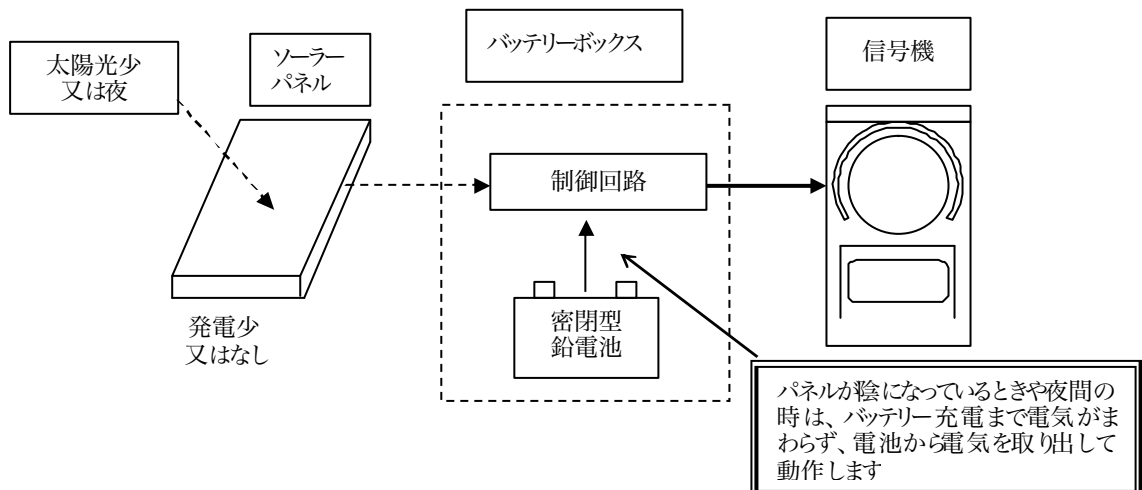 太陽光少
又は夜
ソーラー
パネル
バッテリーボックス
信号機
制御回路
密閉型
鉛電池
発電少
又はなし
パネルが陰になっているときや夜間の
時は、バッテリー充電まで電気がま
わらず、電池から電気を取り出して
動作します